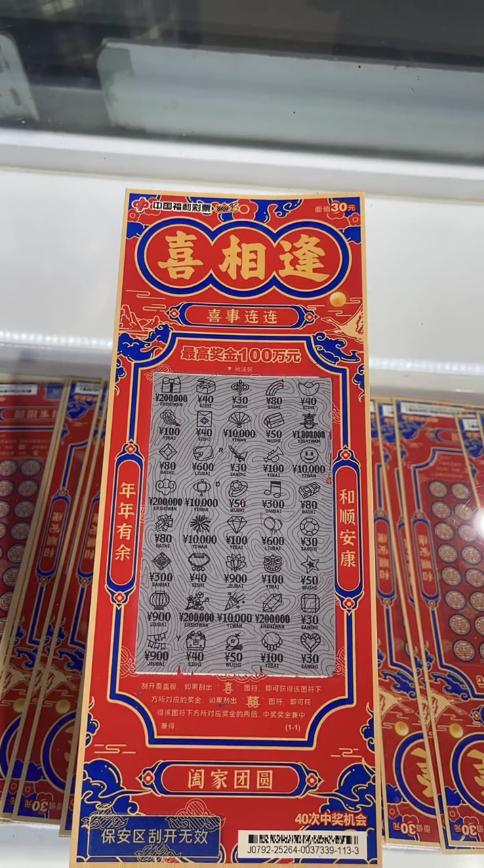 中国福利彩票
面值30元
喜相逢
喜事连连
最高奖金100万元
▼ 玩法区
¥200,000 ¥40 ¥30 ¥80 ¥40
¥100 ¥40 ¥10,000 ¥50 ¥1,000,000
¥80 ¥600 ¥30 ¥100 ¥10,000
¥200,000 ¥10,000 ¥50 ¥300 ¥80
¥80 ¥10,000 ¥100 ¥600 ¥30
¥300 ¥40 ¥900 ¥100 ¥50
¥900 ¥200,000 ¥10,000 ¥200,000 ¥30
¥900 ¥40 ¥50 ¥100 ¥30
年年有余
和顺安康
刮开覆盖膜，如果刮出 喜 图符，即可获得该图符下
方所对应的奖金；如果刮出 囍 图符，即可获
得该图符下方所对应奖金的两倍。中奖奖金兼中
兼得。
(1-1)
阖家团圆
40次中奖机会
保安区刮开无效
J0792-25264-0037339-113-3